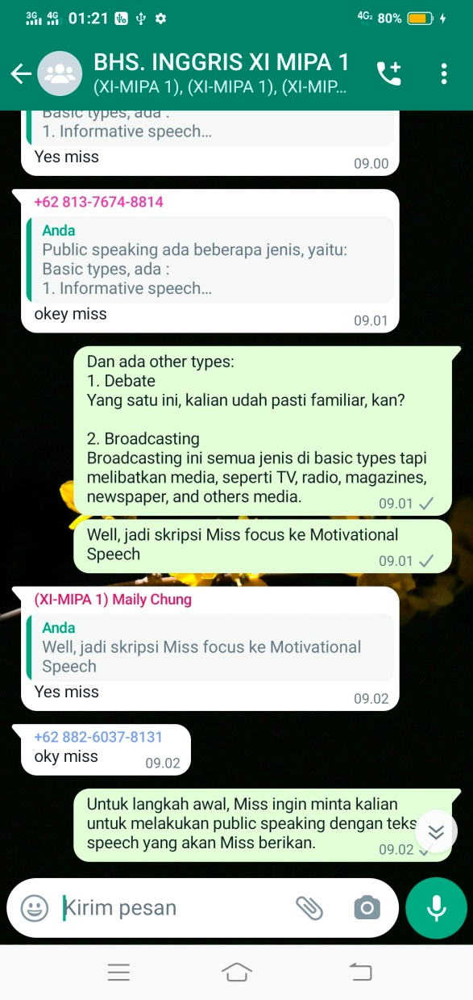 3G 4G 01:21 4G2 80%
BHS. INGGRIS XI MIPA 1
(XI-MIPA 1), (XI-MIPA 1), (XI-MIP...
Basic types, ada :
1. Informative speech...
Yes miss
09.00
+62 813-7674-8814
Anda
Public speaking ada beberapa jenis, yaitu:
Basic types, ada :
1. Informative speech...
okey miss
09.01
Dan ada other types:
1. Debate
Yang satu ini, kalian udah pasti familiar, kan?
2. Broadcasting
Broadcasting ini semua jenis di basic types tapi
melibatkan media, seperti TV, radio, magazines,
newspaper, and others media.
09.01
Well, jadi skripsi Miss focus ke Motivational
Speech
09.01
(XI-MIPA 1) Maily Chung
Anda
Well, jadi skripsi Miss focus ke Motivational
Speech
Yes miss
09.02
+62 882-6037-8131
oky miss
09.02
Untuk langkah awal, Miss ingin minta kalian
untuk melakukan public speaking dengan teks
speech yang akan Miss berikan.
09.02
Kirim pesan